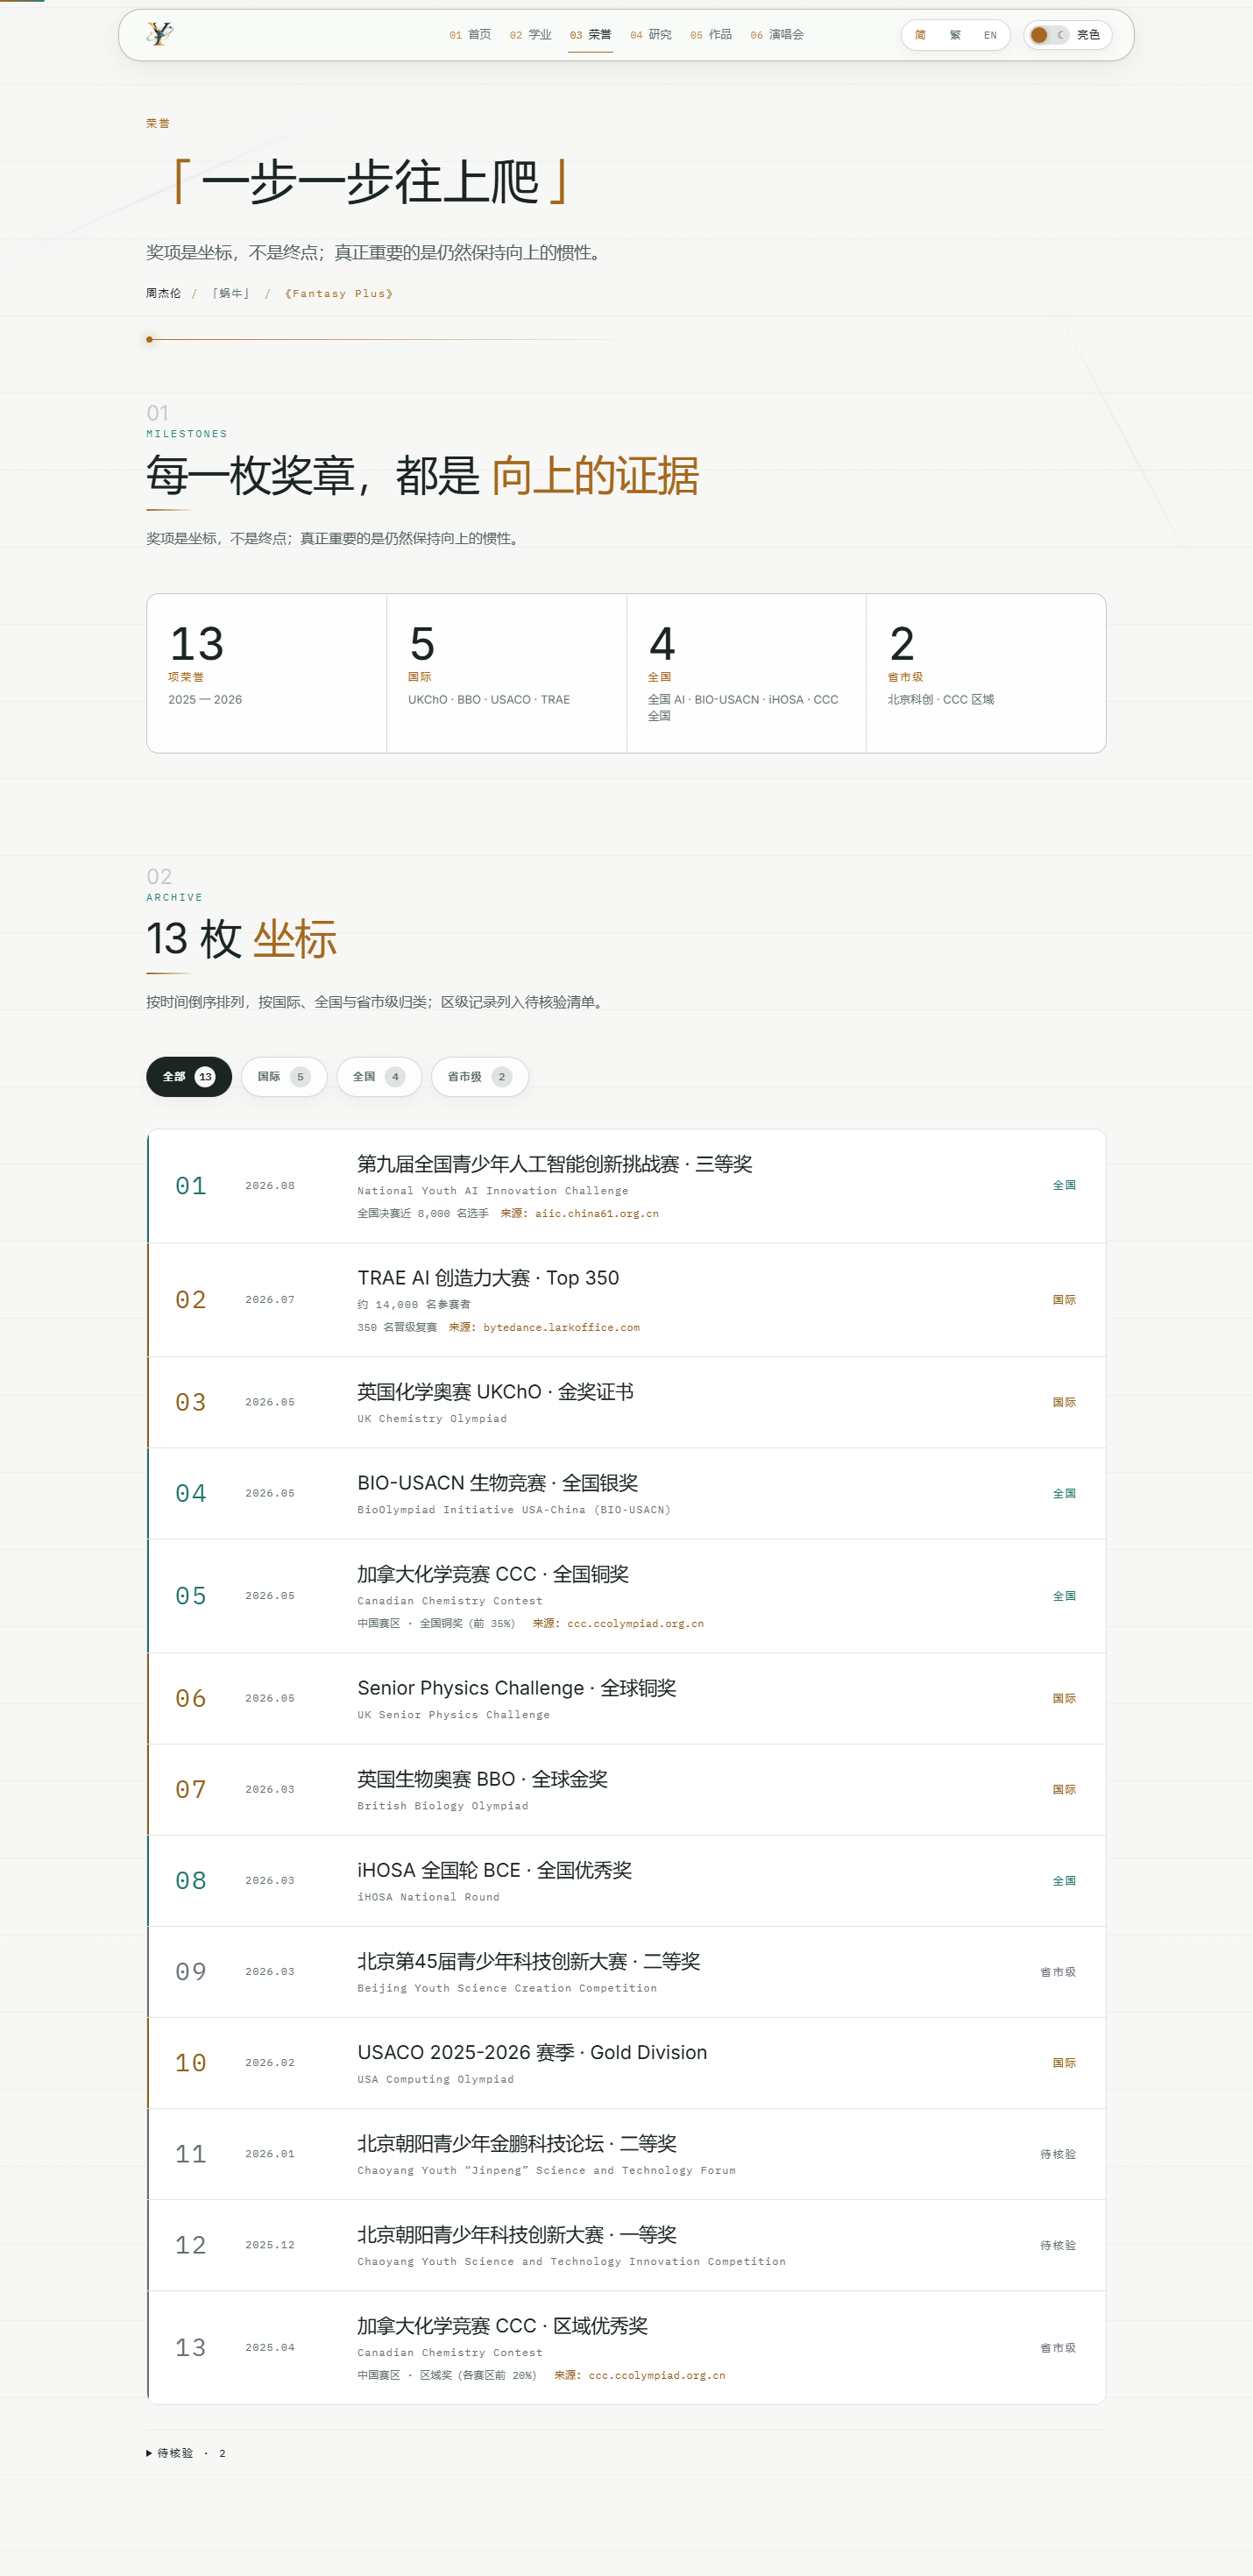 01 首页 02 学业 03 荣誉 04 研究 05 作品 06 演唱会 简 繁 EN 亮色
荣誉
「一步一步往上爬」
奖项是坐标，不是终点；真正重要的是仍然保持向上的惯性。
周杰伦 / 「蜗牛」 / 《Fantasy Plus》
01
MILESTONES
每一枚奖章，都是 向上的证据
奖项是坐标，不是终点；真正重要的是仍然保持向上的惯性。
13
项荣誉
2025 — 2026
5
国际
UKChO · BBO · USACO · TRAE
4
全国
全国 AI · BIO-USACN · iHOSA · CCC
全国
2
省市级
北京科创 · CCC 区域
02
ARCHIVE
13 枚 坐标
按时间倒序排列，按国际、全国与省市级归类；区级记录列入待核验清单。
全部 13 国际 5 全国 4 省市级 2
01 2026.08 第九届全国青少年人工智能创新挑战赛 · 三等奖 全国
National Youth AI Innovation Challenge
全国决赛近 8,000 名选手 来源: aiic.china61.org.cn
02 2026.07 TRAE AI 创造力大赛 · Top 350 国际
约 14,000 名参赛者
350 名晋级复赛 来源: bytedance.larkoffice.com
03 2026.05 英国化学奥赛 UKChO · 金奖证书 国际
UK Chemistry Olympiad
04 2026.05 BIO-USACN 生物竞赛 · 全国银奖 全国
BioOlympiad Initiative USA-China (BIO-USACN)
05 2026.05 加拿大化学竞赛 CCC · 全国铜奖 全国
Canadian Chemistry Contest
中国赛区 · 全国铜奖 (前 35%) 来源: ccc.ccolympiad.org.cn
06 2026.05 Senior Physics Challenge · 全球铜奖 国际
UK Senior Physics Challenge
07 2026.03 英国生物奥赛 BBO · 全球金奖 国际
British Biology Olympiad
08 2026.03 iHOSA 全国轮 BCE · 全国优秀奖 全国
iHOSA National Round
09 2026.03 北京第45届青少年科技创新大赛 · 二等奖 省市级
Beijing Youth Science Creation Competition
10 2026.02 USACO 2025-2026 赛季 · Gold Division 国际
USA Computing Olympiad
11 2026.01 北京朝阳青少年金鹏科技论坛 · 二等奖 待核验
Chaoyang Youth “Jinpeng” Science and Technology Forum
12 2025.12 北京朝阳青少年科技创新大赛 · 一等奖 待核验
Chaoyang Youth Science and Technology Innovation Competition
13 2025.04 加拿大化学竞赛 CCC · 区域优秀奖 省市级
Canadian Chemistry Contest
中国赛区 · 区域奖 (各赛区前 20%) 来源: ccc.ccolympiad.org.cn
待核验 · 2